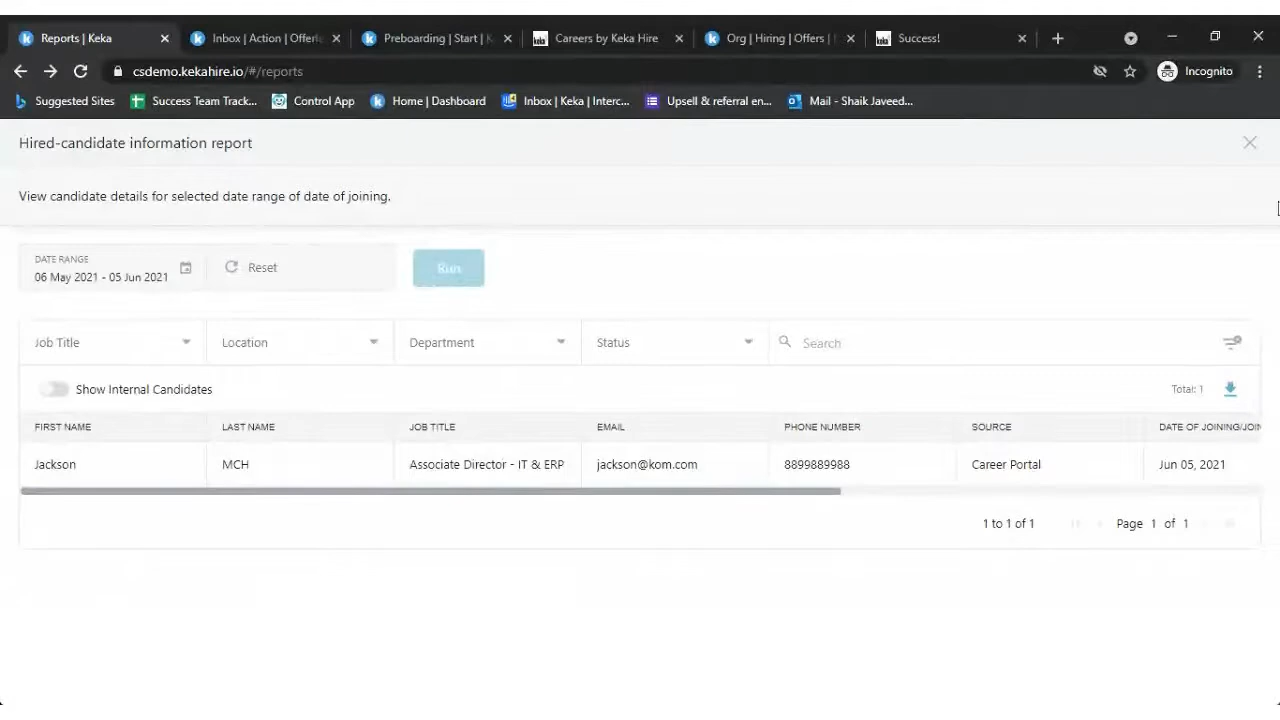 Reports | Keka
Inbox | Action | Offerl
Preboarding | Start |
Careers by Keka Hire
Org | Hiring | Offers |
Success!
csdemo.kekahire.io/#/reports
Incognito
Suggested Sites
Success Team Track...
Control App
Home | Dashboard
Inbox | Keka | Interc...
Upsell & referral en...
Mail - Shaik Javeed...
Hired-candidate information report
View candidate details for selected date range of date of joining.
DATE RANGE
06 May 2021 - 05 Jun 2021
Reset
Run
Job Title
Location
Department
Status
Search
Show Internal Candidates
Total: 1
FIRST NAME LAST NAME JOB TITLE EMAIL PHONE NUMBER SOURCE DATE OF JOINING/JOIN
Jackson MCH Associate Director - IT & ERP jackson@kom.com 8899889988 Career Portal Jun 05, 2021
1 to 1 of 1 Page 1 of 1